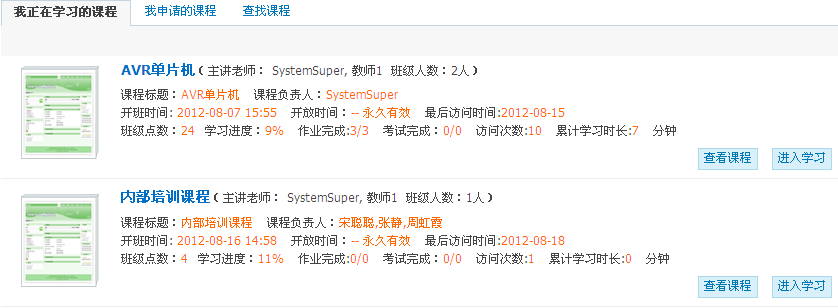 我正在学习的课程 我申请的课程 查找课程
AVR单片机 ( 主讲老师： SystemSuper, 教师1 班级人数：2人 )
课程标题：AVR单片机 课程负责人：SystemSuper
开班时间: 2012-08-07 15:55 开放时间：-- 永久有效 最后访问时间:2012-08-15
班级点数：24 学习进度：9% 作业完成:3/3 考试完成：0/0 访问次数:10 累计学习时长:7 分钟
查看课程 进入学习
内部培训课程 ( 主讲老师： SystemSuper, 教师1 班级人数：1人 )
课程标题：内部培训课程 课程负责人：宋聪聪,张静,周虹霞
开班时间: 2012-08-16 14:58 开放时间：-- 永久有效 最后访问时间:2012-08-18
班级点数：4 学习进度：11% 作业完成:0/0 考试完成：0/0 访问次数:1 累计学习时长:0 分钟
查看课程 进入学习